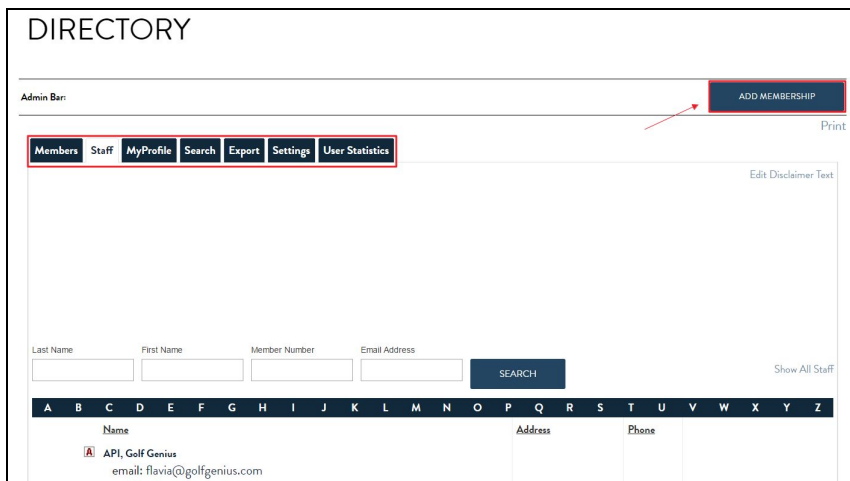 DIRECTORY
Admin Bar:
ADD MEMBERSHIP
Print
Members Staff MyProfile Search Export Settings User Statistics
Edit Disclaimer Text
Last Name First Name Member Number Email Address
SEARCH
Show All Staff
A B C D E F G H I J K L M N O P Q R S T U V W X Y Z
Name Address Phone
A API, Golf Genius
email: flavia@golfgenius.com